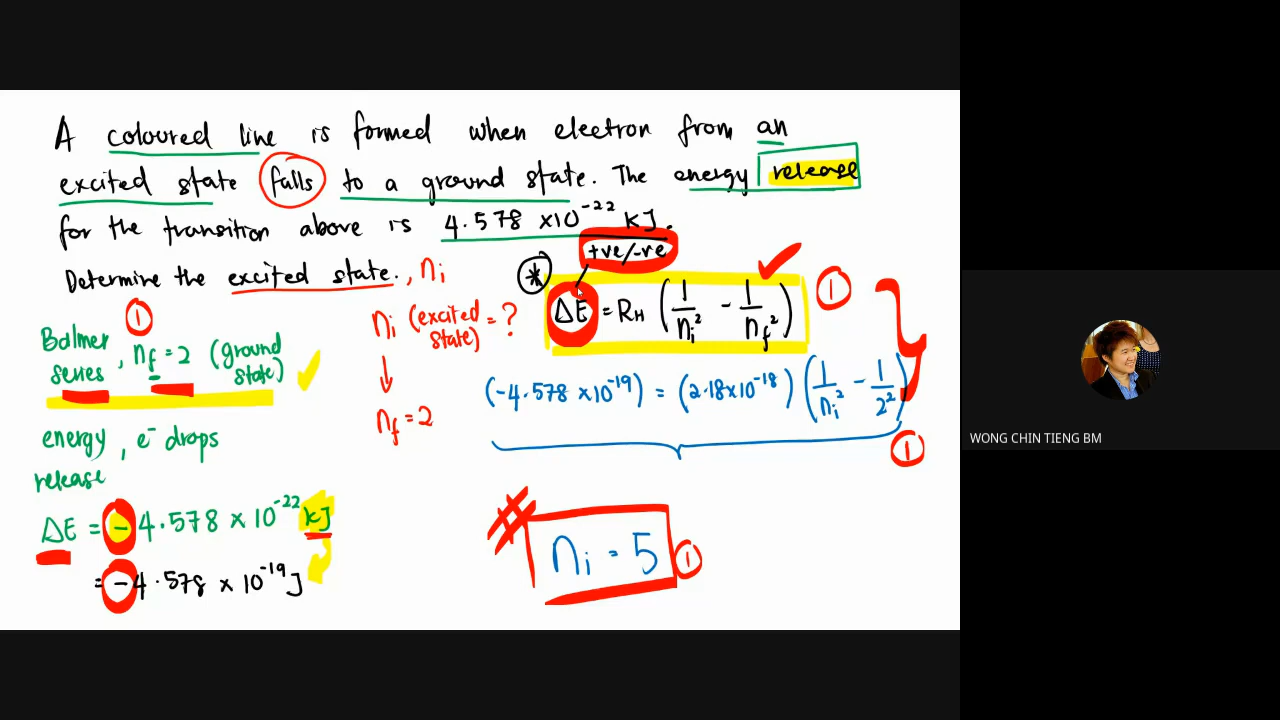 A coloured line is formed when electron from an
excited state falls to a ground state. The energy release
for the transition above is 4.578 x10⁻²² kJ.
+ve/-ve
Determine the excited state., nᵢ
*
ΔE = R_H (1/nᵢ² - 1/n_f²) ①
①
Balmer series, n_f = 2 (ground state)
nᵢ (excited state) = ?
↓
n_f = 2
(-4.578 x10⁻¹⁹) = (2.18x10⁻¹⁸) (1/nᵢ² - 1/2²)
①
energy release, e⁻ drops
ΔE = -4.578 x 10⁻²² kJ
= -4.578 x 10⁻¹⁹ J
# nᵢ = 5 ①
WONG CHIN TIENG BM